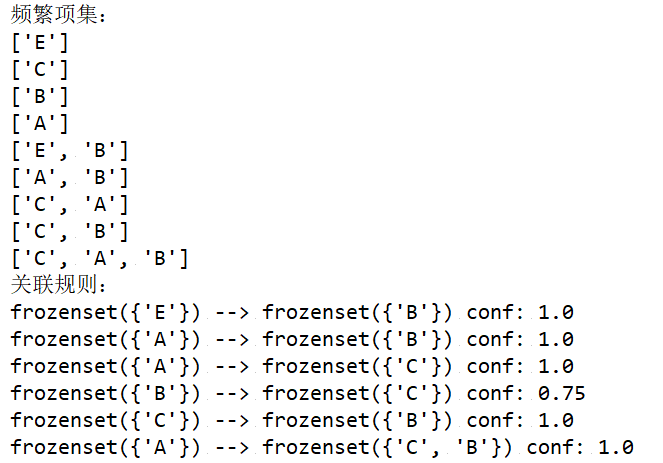 频繁项集：
['E']
['C']
['B']
['A']
['E', 'B']
['A', 'B']
['C', 'A']
['C', 'B']
['C', 'A', 'B']
关联规则：
frozenset({'E'}) --> frozenset({'B'}) conf: 1.0
frozenset({'A'}) --> frozenset({'B'}) conf: 1.0
frozenset({'A'}) --> frozenset({'C'}) conf: 1.0
frozenset({'B'}) --> frozenset({'C'}) conf: 0.75
frozenset({'C'}) --> frozenset({'B'}) conf: 1.0
frozenset({'A'}) --> frozenset({'C', 'B'}) conf: 1.0